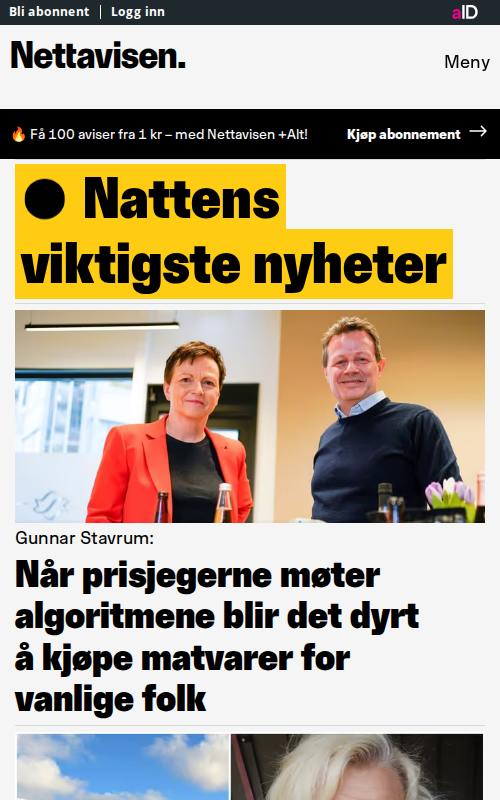 Bli abonnent | Logg inn
aID
Nettavisen.
Meny
🔥 Få 100 aviser fra 1 kr – med Nettavisen +Alt!
Kjøp abonnement →
● Nattens
viktigste nyheter
Gunnar Stavrum:
Når prisjegerne møter
algoritmene blir det dyrt
å kjøpe matvarer for
vanlige folk